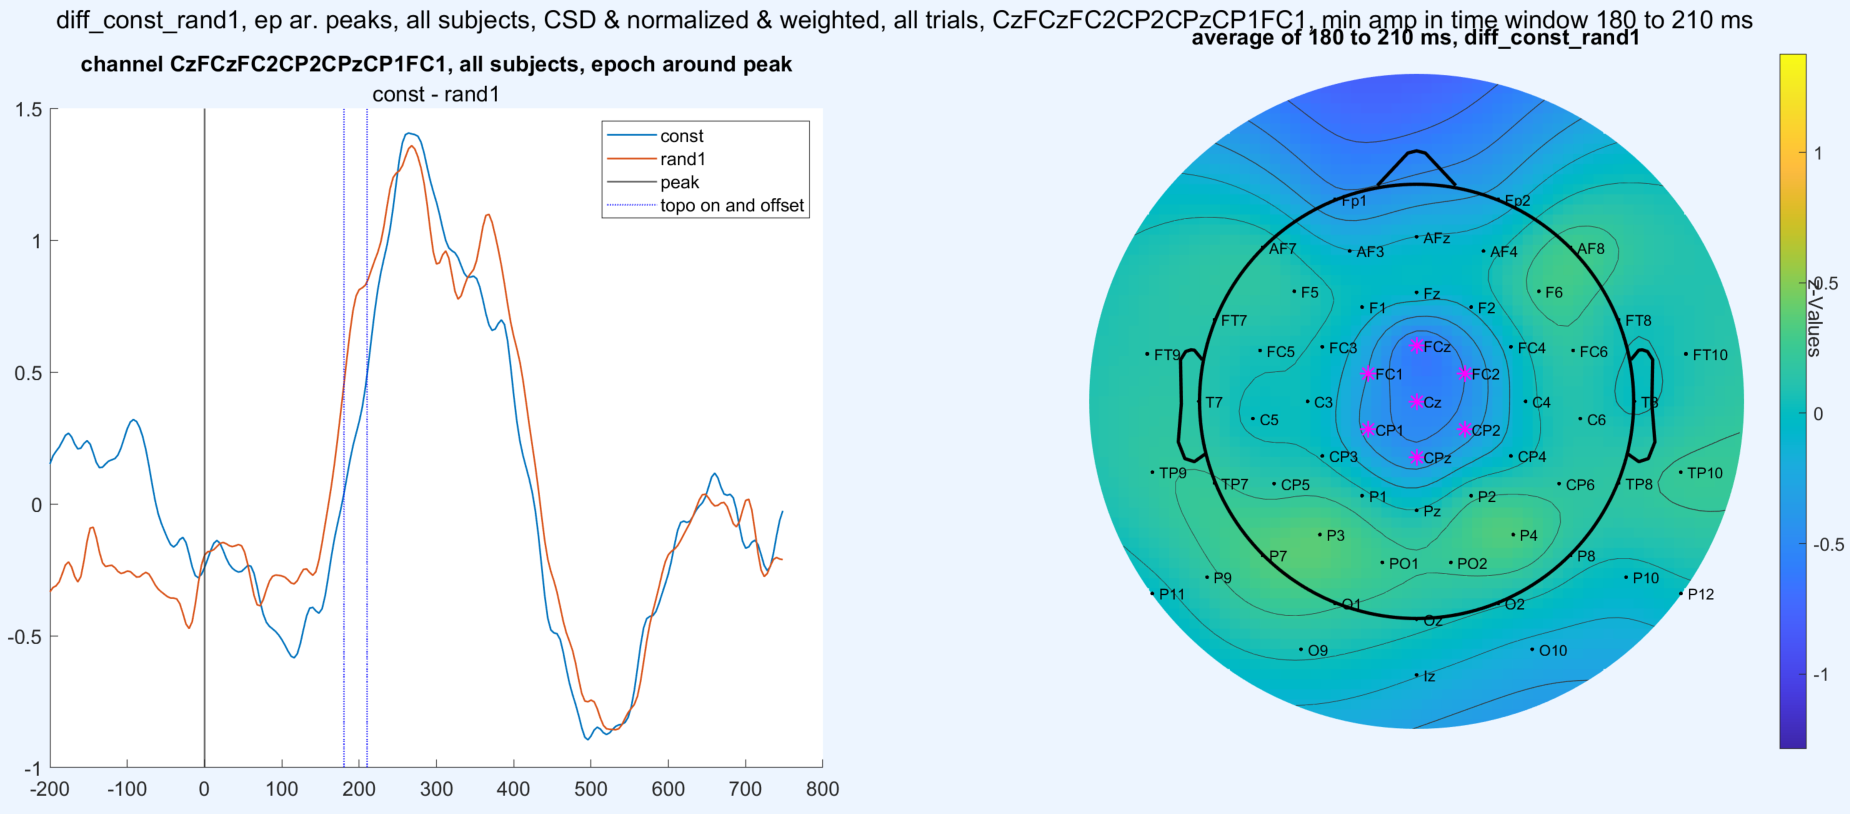 diff_const_rand1, ep ar. peaks, all subjects, CSD & normalized & weighted, all trials, CzFCzFC2CP2CPzCP1FC1, min amp in time window 180 to 210 ms
channel CzFCzFC2CP2CPzCP1FC1, all subjects, epoch around peak
const - rand1
1.5
1
0.5
0
-0.5
-1
-200 -100 0 100 200 300 400 500 600 700 800
const
rand1
peak
topo on and offset
average of 180 to 210 ms, diff_const_rand1
Fp1 Fp2
AF7 AF3 AFz AF4 AF8
F5 F1 Fz F2 F6
FT7 FT8
FT9 FC5 FC3 FCz FC4 FC6 FT10
FC1 FC2
T7 C3 Cz C4 T8
C5 C6
CP1 CP2
TP9 CP3 CPz CP4 TP10
TP7 CP5 CP6 TP8
P1 Pz P2
P3 P4
P7 PO1 PO2 P8
P9 P10
P11 P12
O1 Oz O2
O9 O10
Iz
1
0.5
0
-0.5
-1
z-Values